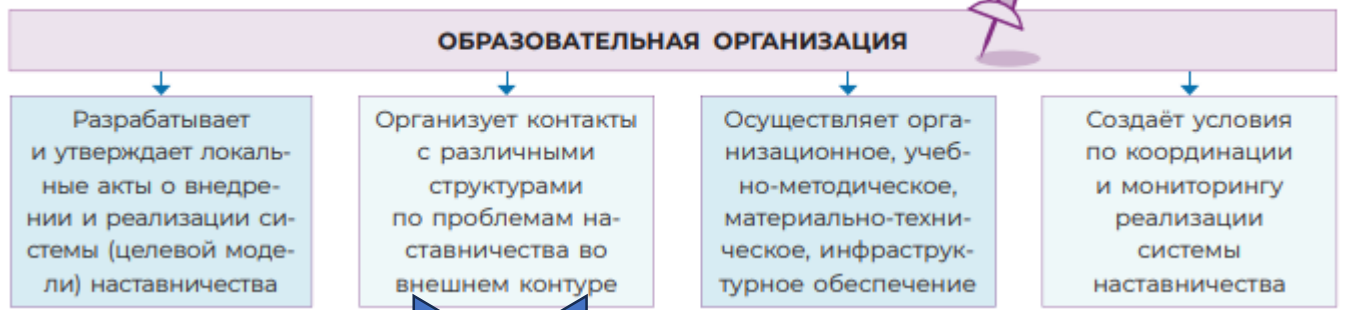 ОБРАЗОВАТЕЛЬНАЯ ОРГАНИЗАЦИЯ
Разрабатывает
и утверждает локаль-
ные акты о внедре-
нии и реализации си-
стемы (целевой моде-
ли) наставничества
Организует контакты
с различными
структурами
по проблемам на-
ставничества во
внешнем контуре
Осуществляет орга-
низационное, учеб-
но-методическое,
материально-техни-
ческое, инфраструк-
турное обеспечение
Создаёт условия
по координации
и мониторингу
реализации
системы
наставничества